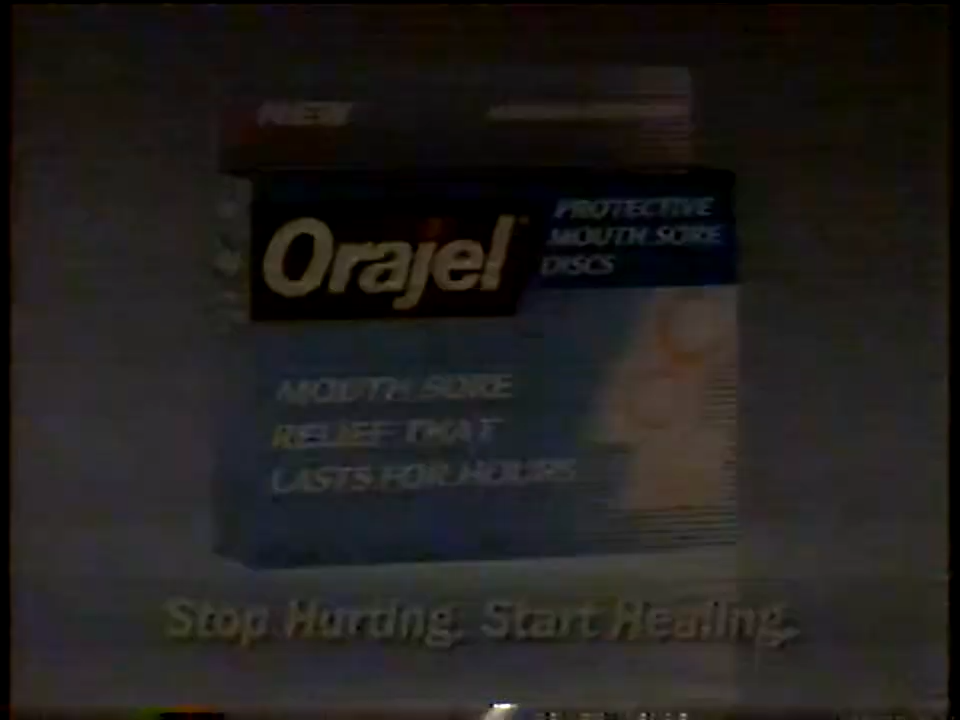 NEW
Orajel
PROTECTIVE
MOUTH SORE
DISCS
MOUTH SORE
RELIEF THAT
LASTS FOR HOURS
Stop Hurting. Start Healing.